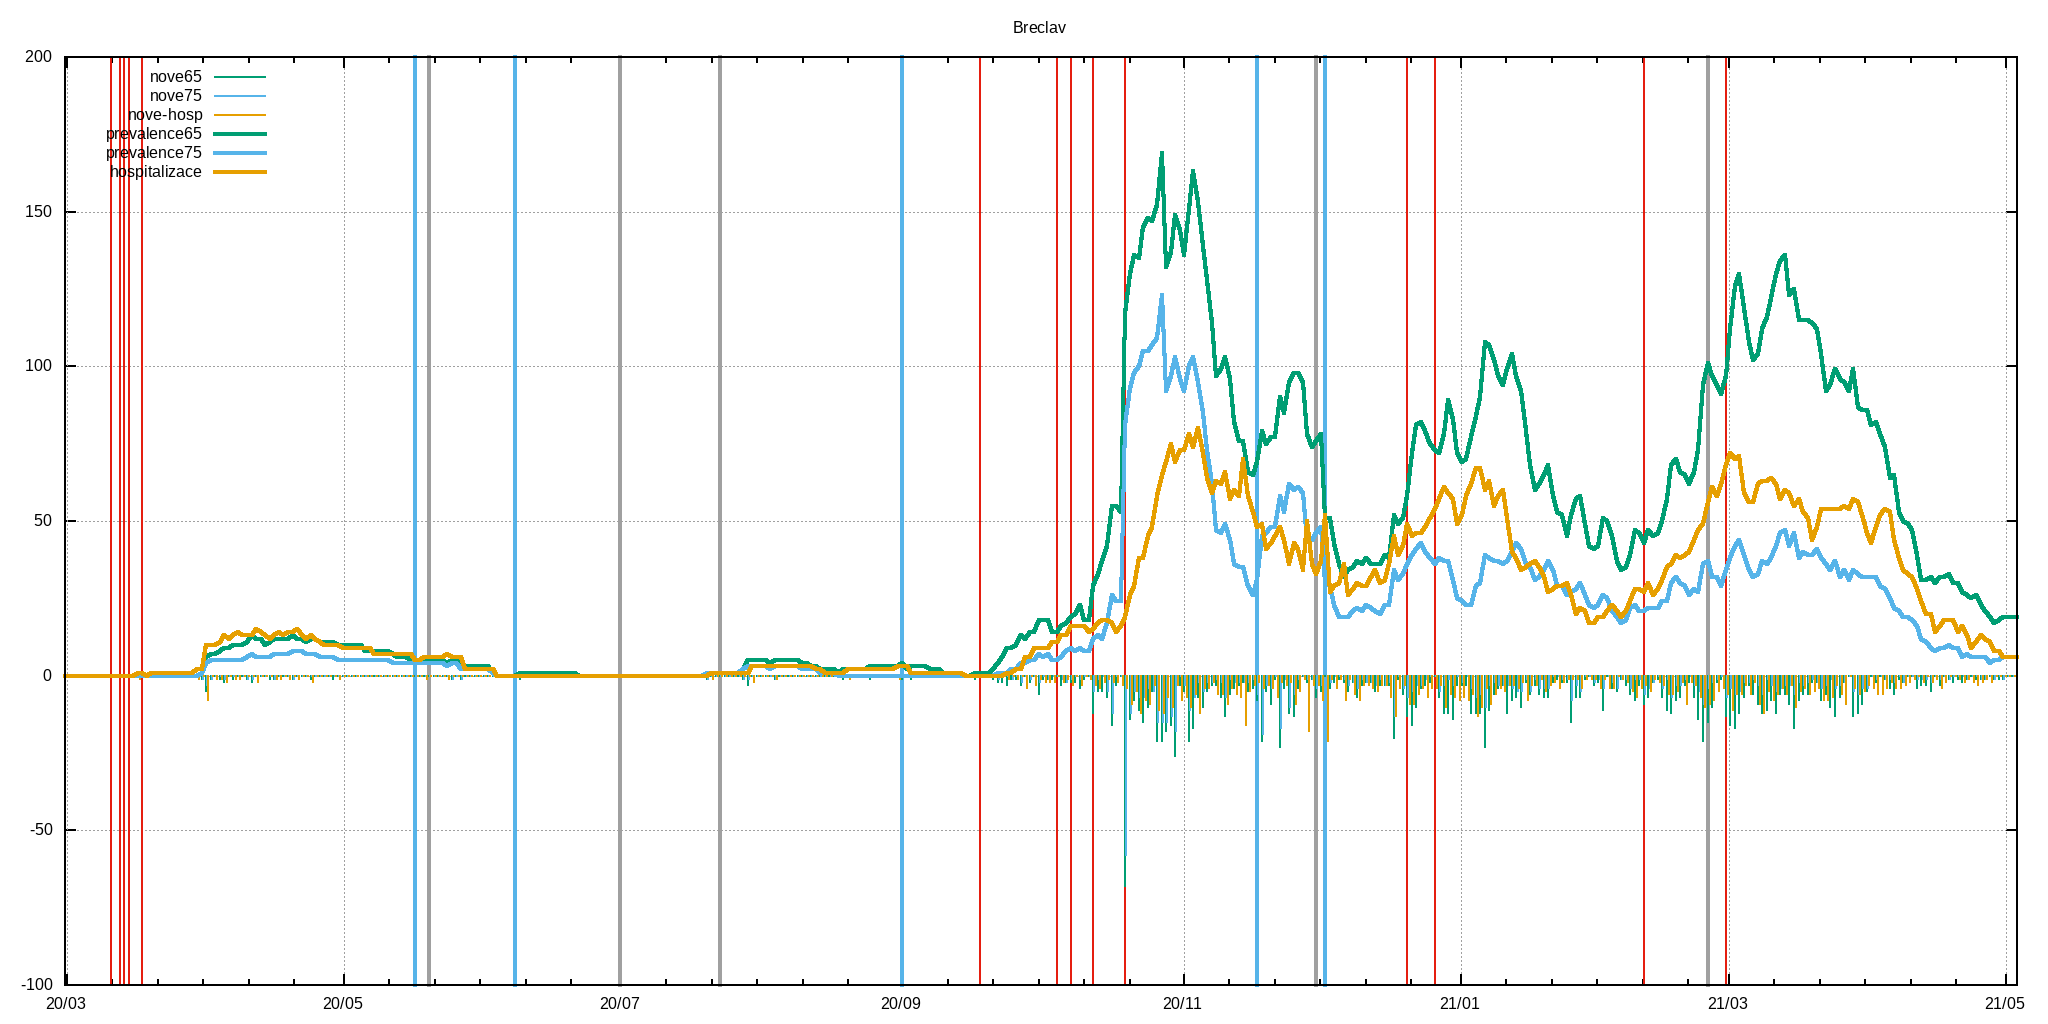 Breclav
200
150
100
50
0
-50
-100
nove65
nove75
nove-hosp
prevalence65
prevalence75
hospitalizace
20/03 20/05 20/07 20/09 20/11 21/01 21/03 21/05